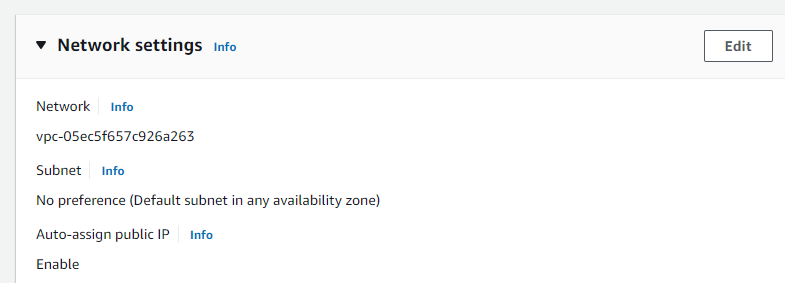 Network settings Info Edit
Network Info
vpc-05ec5f657c926a263
Subnet Info
No preference (Default subnet in any availability zone)
Auto-assign public IP Info
Enable